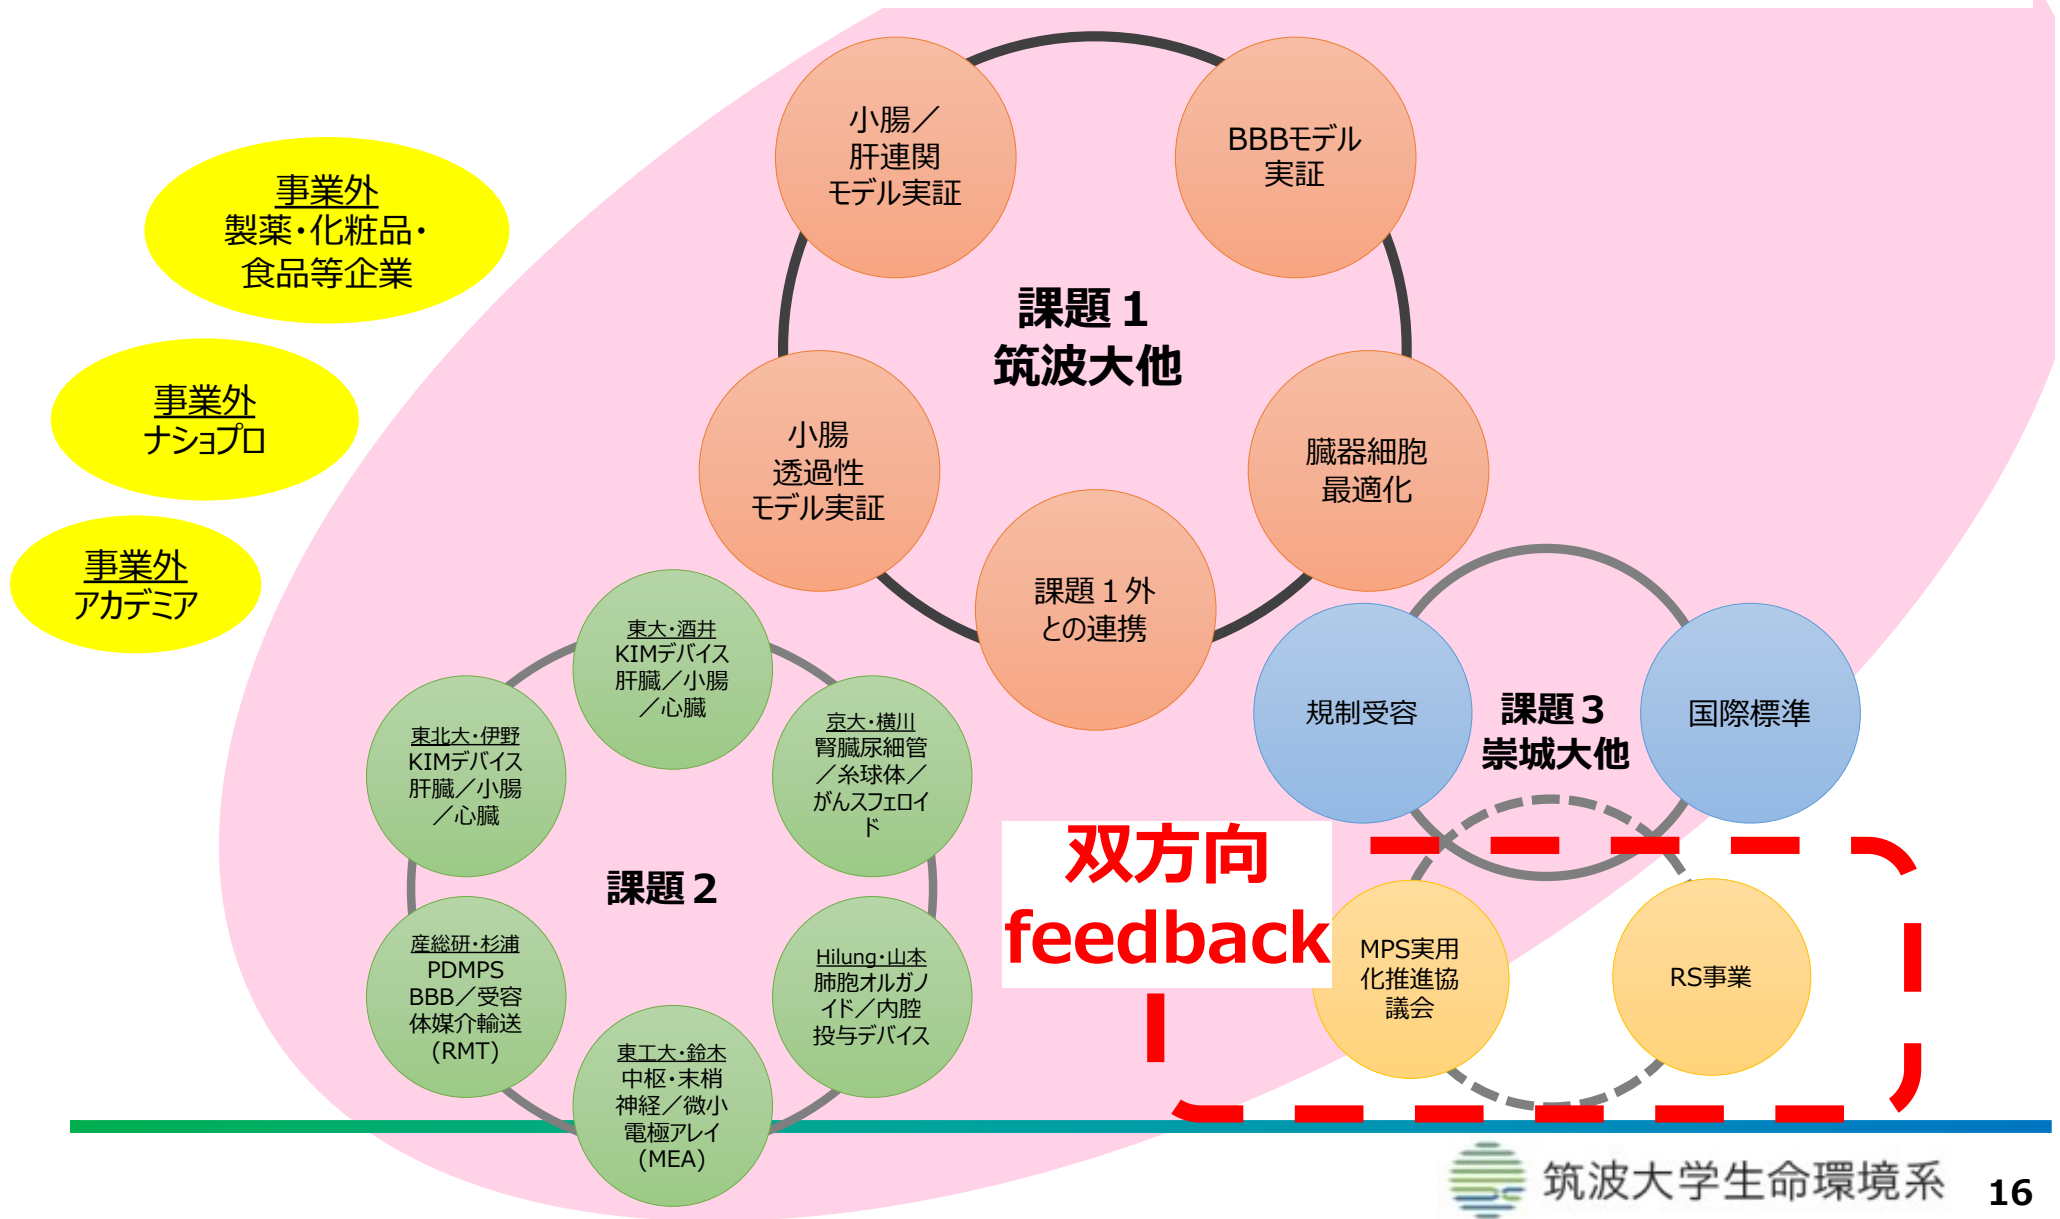 小腸／
肝連関
モデル実証
BBBモデル
実証
事業外
製薬・化粧品・
食品等企業
課題１
筑波大他
事業外
ナショプロ
小腸
透過性
モデル実証
臓器細胞
最適化
事業外
アカデミア
課題１外
との連携
東大・酒井
KIMデバイス
肝臓／小腸
／心臓
東北大・伊野
KIMデバイス
肝臓／小腸
／心臓
京大・横川
腎臓尿細管
／糸球体／
がんスフェロイ
ド
規制受容
課題３
崇城大他
国際標準
課題２
双方向
feedback
産総研・杉浦
PDMPS
BBB／受容
体媒介輸送
(RMT)
Hilung・山本
肺胞オルガノ
イド／内腔
投与デバイス
MPS実用
化推進協
議会
RS事業
東工大・鈴木
中枢・末梢
神経／微小
電極アレイ
(MEA)
筑波大学生命環境系
16